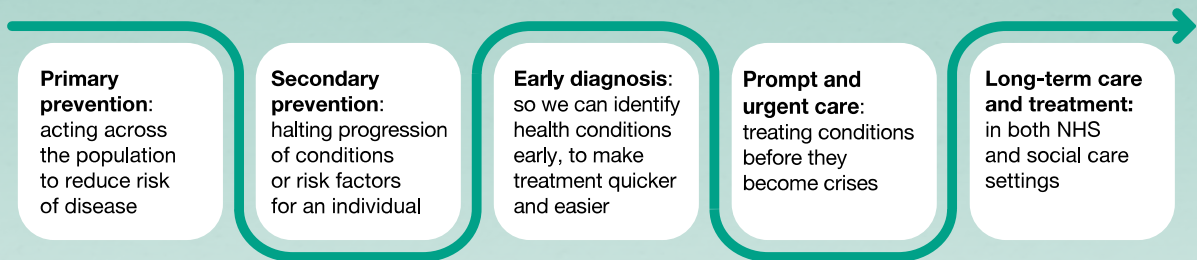 Primary
prevention:
acting across
the population
to reduce risk
of disease
Secondary
prevention:
halting progression
of conditions
or risk factors
for an individual
Early diagnosis:
so we can identify
health conditions
early, to make
treatment quicker
and easier
Prompt and
urgent care:
treating conditions
before they
become crises
Long-term care
and treatment:
in both NHS
and social care
settings